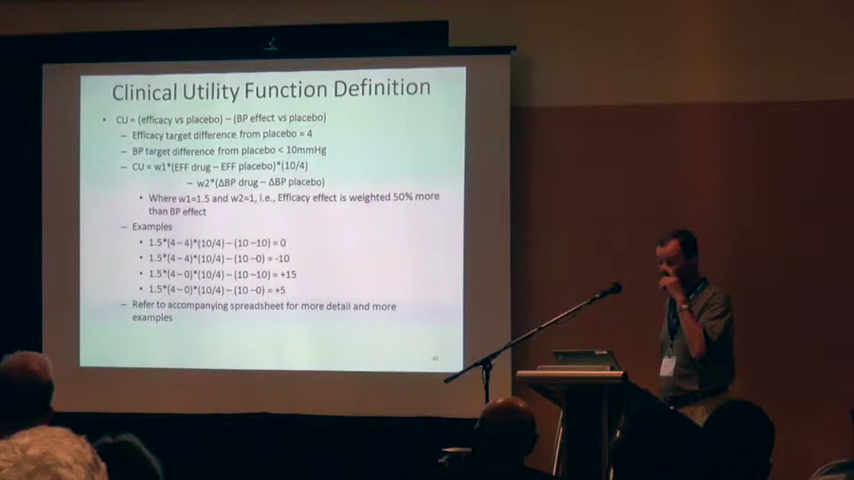 Clinical Utility Function Definition
• CU = (efficacy vs placebo) – (BP effect vs placebo)
– Efficacy target difference from placebo = 4
– BP target difference from placebo < 10mmHg
– CU = w1*(EFF drug – EFF placebo)*(10/4)
– w2*(ΔBP drug – ΔBP placebo)
• Where w1=1.5 and w2=1, i.e., Efficacy effect is weighted 50% more
than BP effect
– Examples
• 1.5*(4 – 4)*(10/4) – (10 –10) = 0
• 1.5*(4 – 4)*(10/4) – (10 –0) = -10
• 1.5*(4 – 0)*(10/4) – (10 –10) = +15
• 1.5*(4 – 0)*(10/4) – (10 –0) = +5
– Refer to accompanying spreadsheet for more detail and more
examples